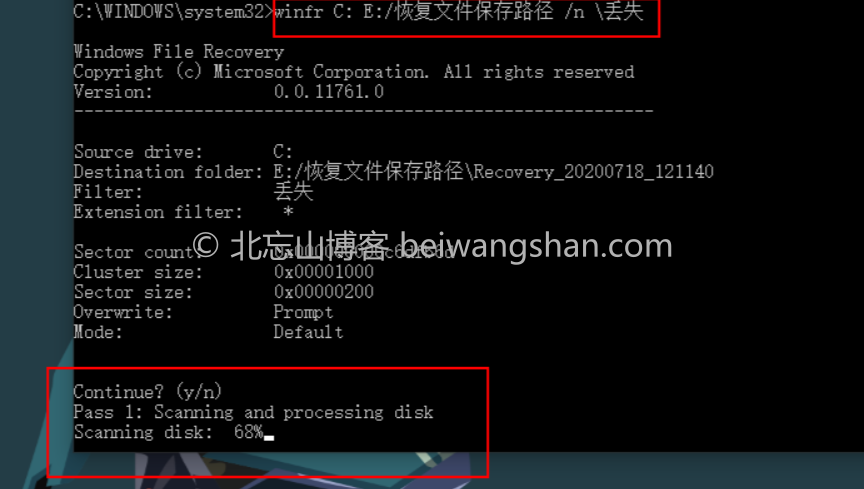 C:\WINDOWS\system32>winfr C: E:/恢复文件保存路径 /n \丢失
Windows File Recovery
Copyright (c) Microsoft Corporation. All rights reserved
Version: 0.0.11761.0
----------------------------------------------------------
Source drive: C:
Destination folder: E:/恢复文件保存路径\Recovery_20200718_121140
Filter: 丢失
Extension filter: *
© 北忘山博客 beiwangshan.com
Sector count:
Cluster size: 0x00001000
Sector size: 0x00000200
Overwrite: Prompt
Mode: Default
Continue? (y/n)
Pass 1: Scanning and processing disk
Scanning disk: 68%